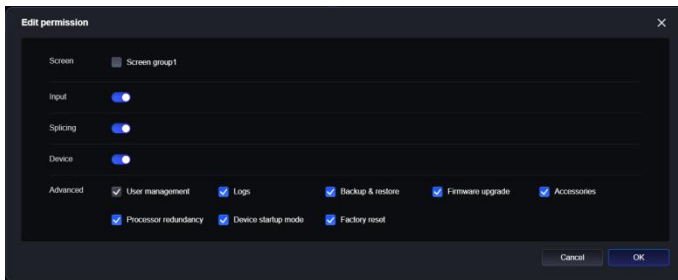 Edit permission
Screen Screen group1
Input
Splicing
Device
Advanced User management Logs Backup & restore Firmware upgrade Accessories
Processor redundancy Device startup mode Factory reset
Cancel OK